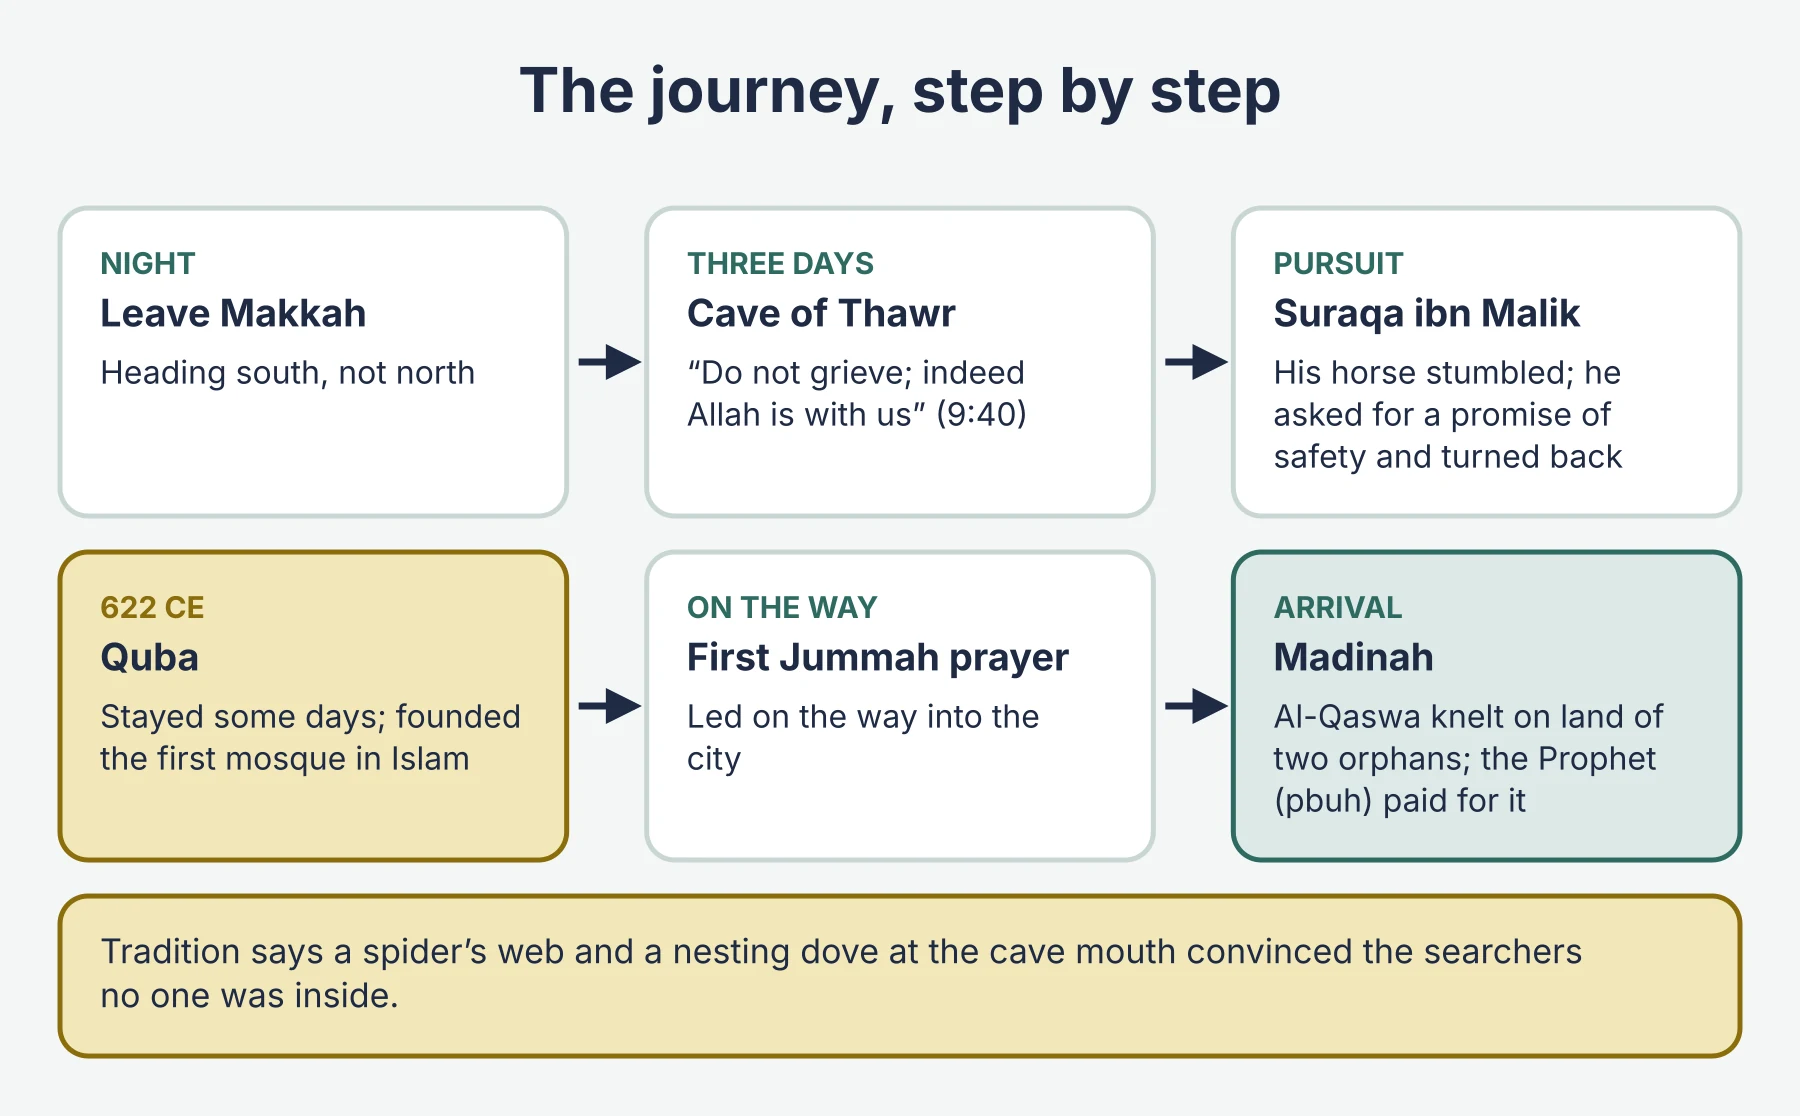 The journey, step by step
NIGHT
Leave Makkah
Heading south, not north
THREE DAYS
Cave of Thawr
“Do not grieve; indeed
Allah is with us” (9:40)
PURSUIT
Suraqa ibn Malik
His horse stumbled; he
asked for a promise of
safety and turned back
622 CE
Quba
Stayed some days; founded
the first mosque in Islam
ON THE WAY
First Jummah prayer
Led on the way into the
city
ARRIVAL
Madinah
Al-Qaswa knelt on land of
two orphans; the Prophet
(pbuh) paid for it
Tradition says a spider’s web and a nesting dove at the cave mouth convinced the searchers
no one was inside.